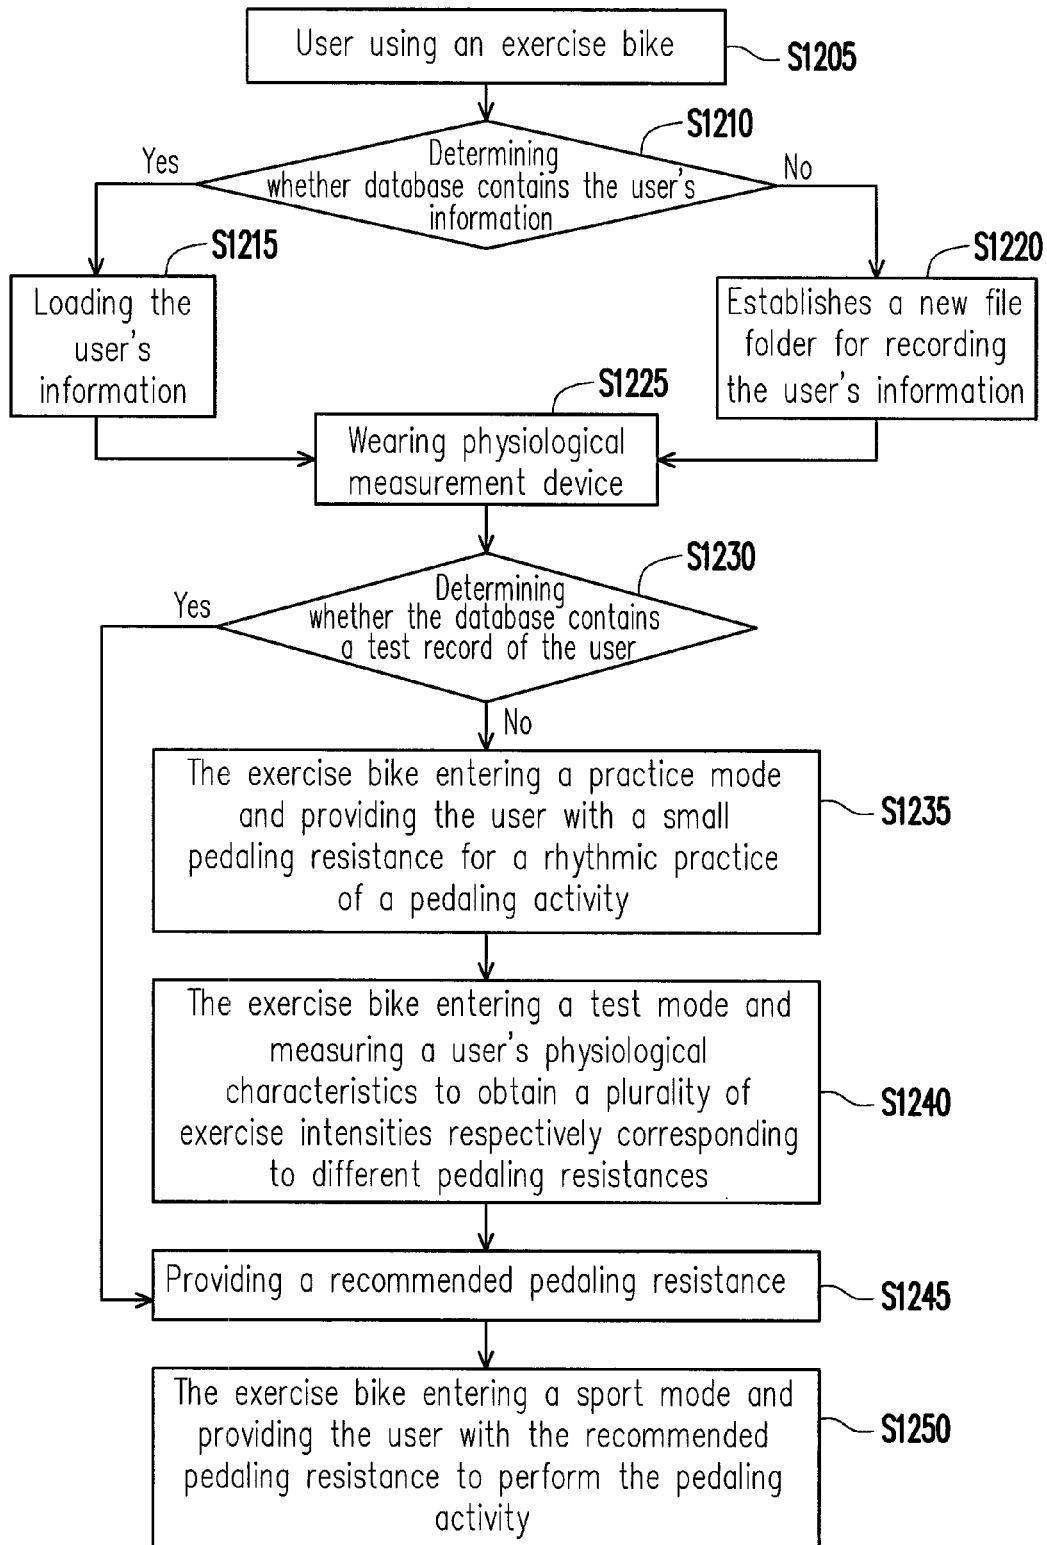 User using an exercise bike
S1205
S1210
Determining
whether database contains the user's
information
Yes
No
S1215
S1220
Loading the
user's
information
Establishes a new file
folder for recording
the user's information
S1225
Wearing physiological
measurement device
S1230
Determining
whether the database contains
a test record of the user
Yes
No
The exercise bike entering a practice mode
and providing the user with a small
pedaling resistance for a rhythmic practice
of a pedaling activity
S1235
The exercise bike entering a test mode and
measuring a user's physiological
characteristics to obtain a plurality of
exercise intensities respectively corresponding
to different pedaling resistances
S1240
Providing a recommended pedaling resistance
S1245
The exercise bike entering a sport mode and
providing the user with the recommended
pedaling resistance to perform the pedaling
activity
S1250